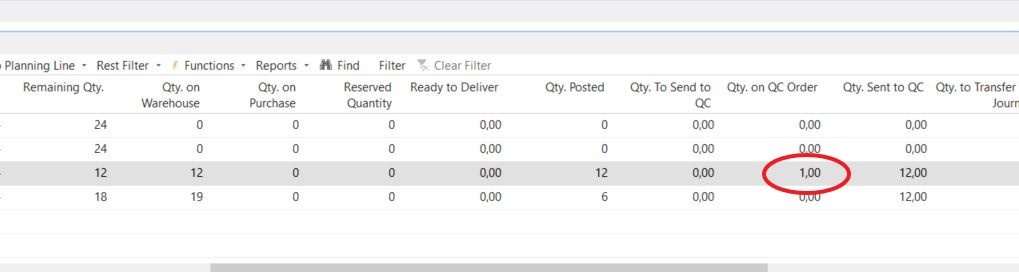 Planning Line Rest Filter Functions Reports Find Filter Clear Filter
Remaining Qty. Qty. on Warehouse Qty. on Purchase Reserved Quantity Ready to Deliver Qty. Posted Qty. To Send to QC Qty. on QC Order Qty. Sent to QC Qty. to Transfer Journ
24 0 0 0 0,00 0 0,00 0,00 0,00
24 0 0 0 0,00 0 0,00 0,00 0,00
12 12 0 0 0,00 12 0,00 1,00 12,00
18 19 0 0 0,00 6 0,00 0,00 12,00